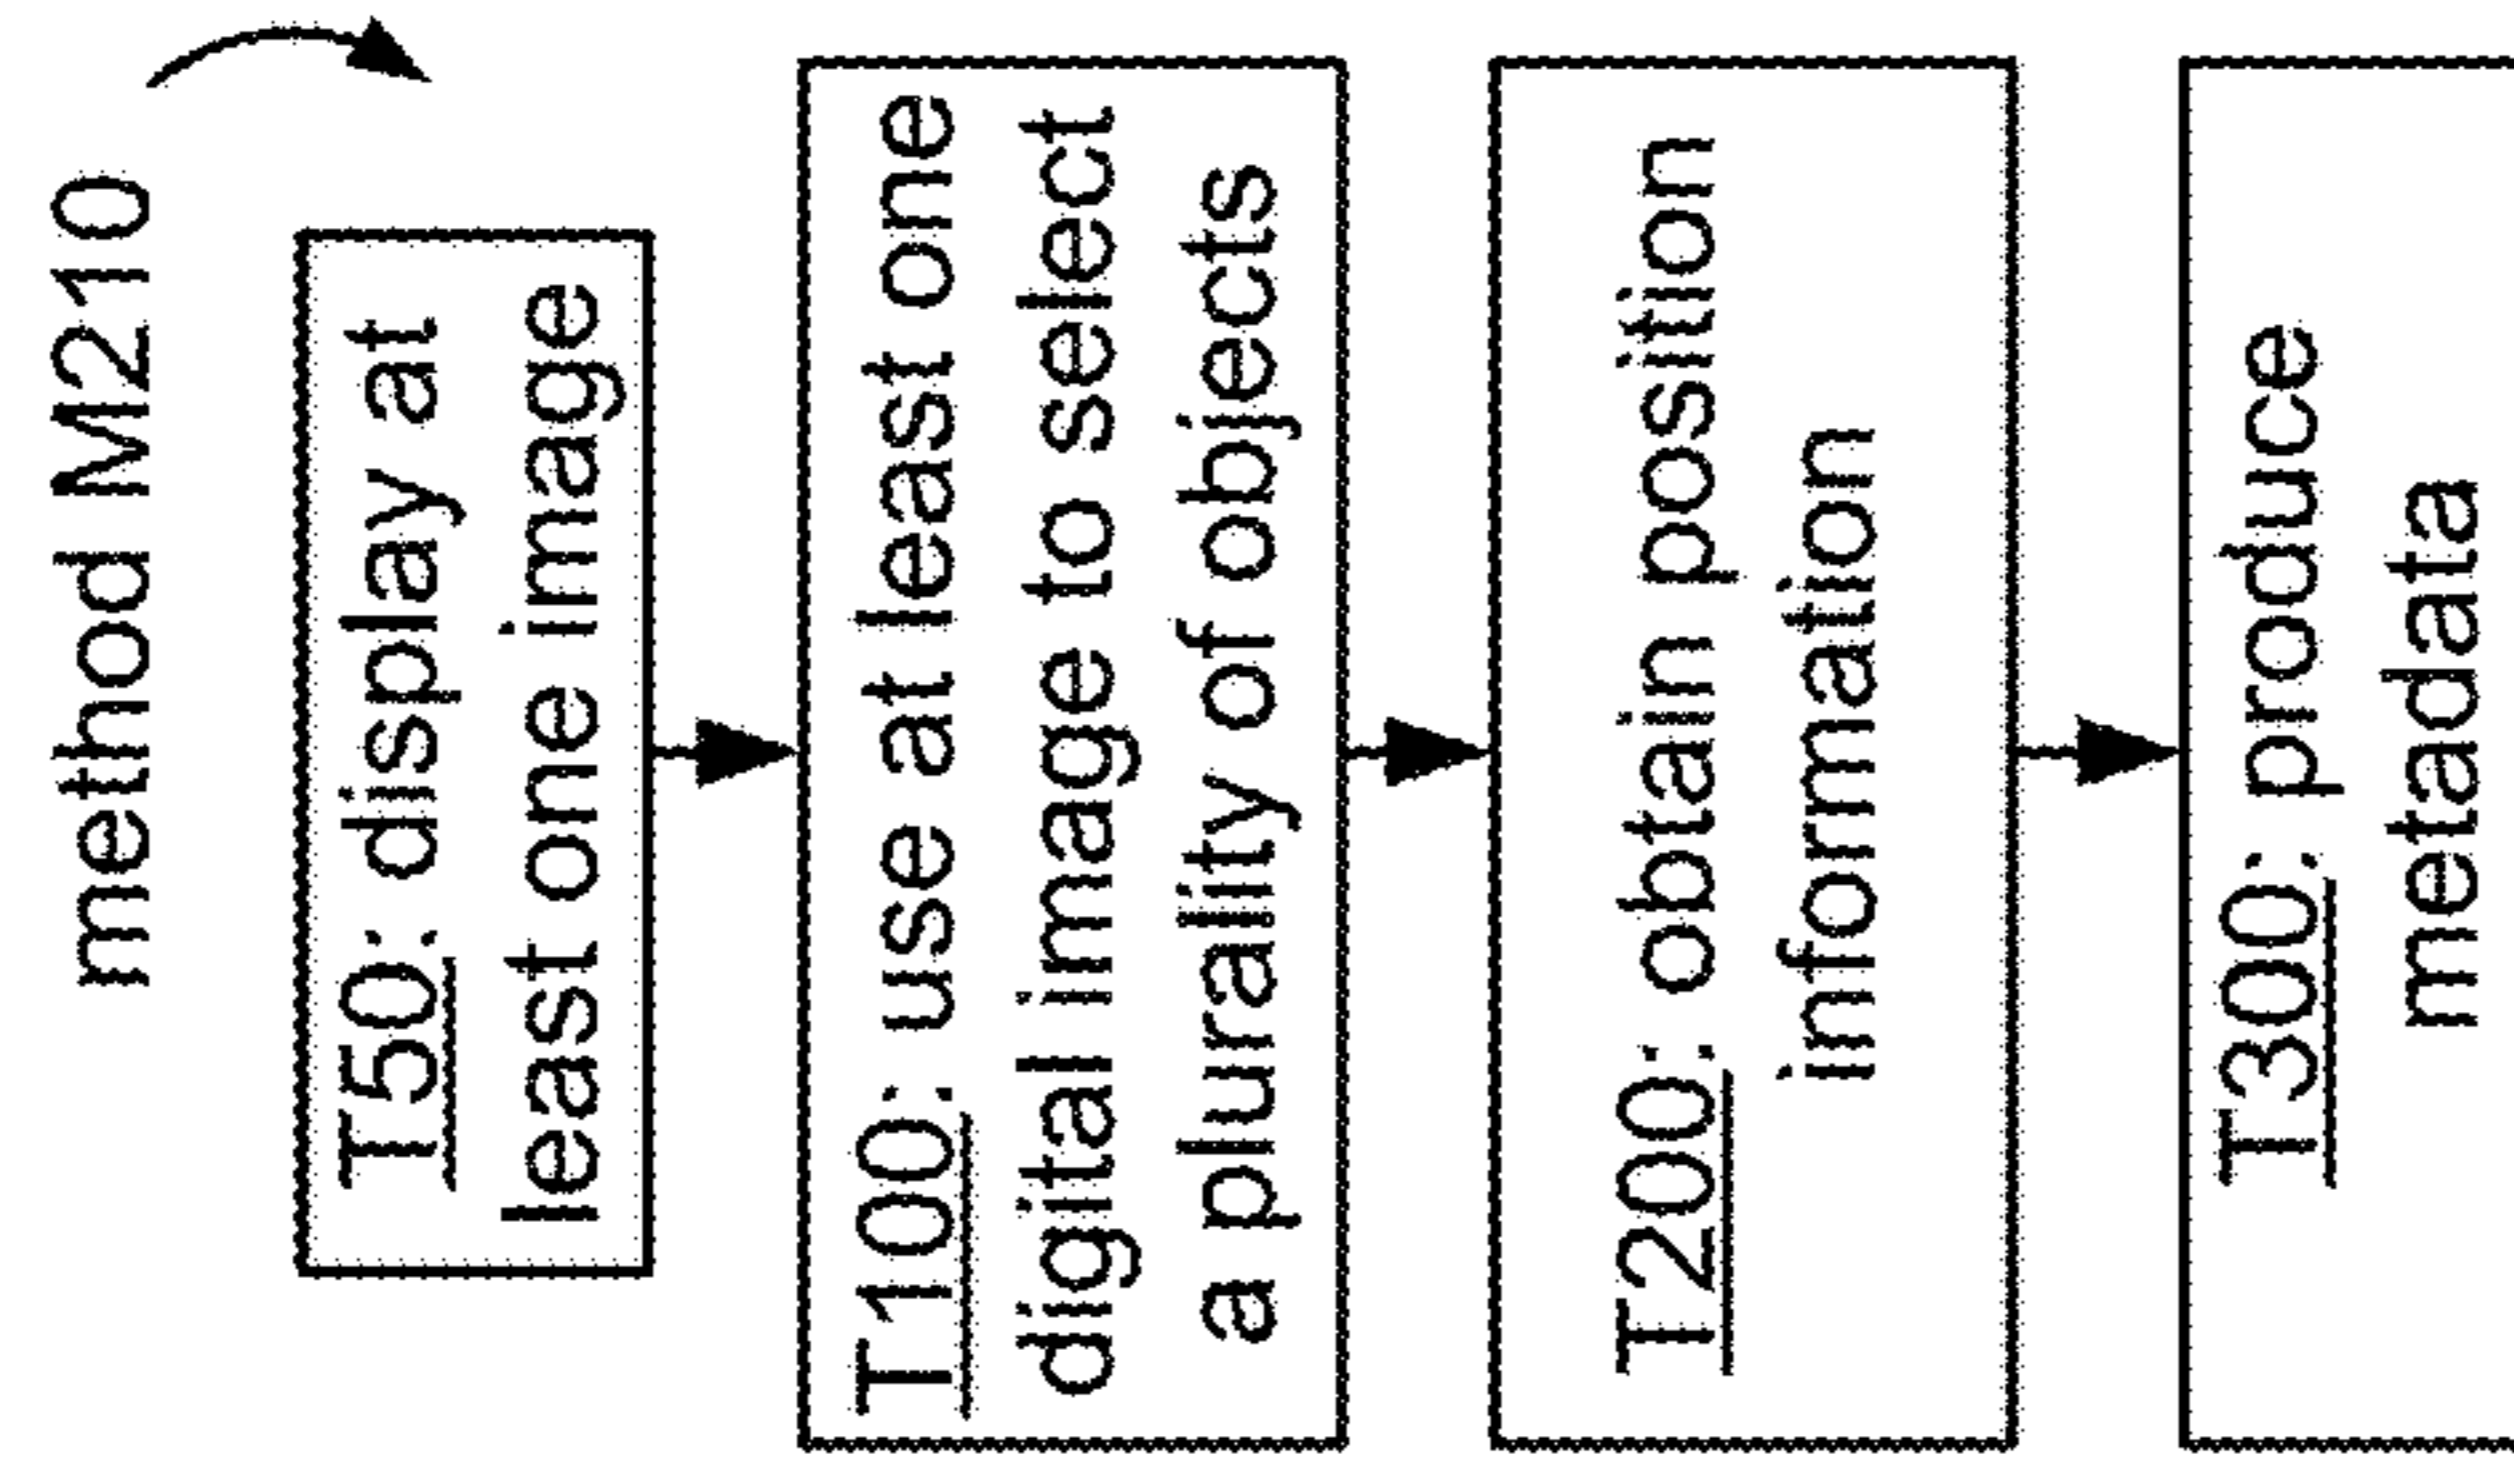 method M210
T50: display at
least one image
T100: use at least one
digital image to select
a plurality of objects
T200: obtain position
information
T300: produce
metadata